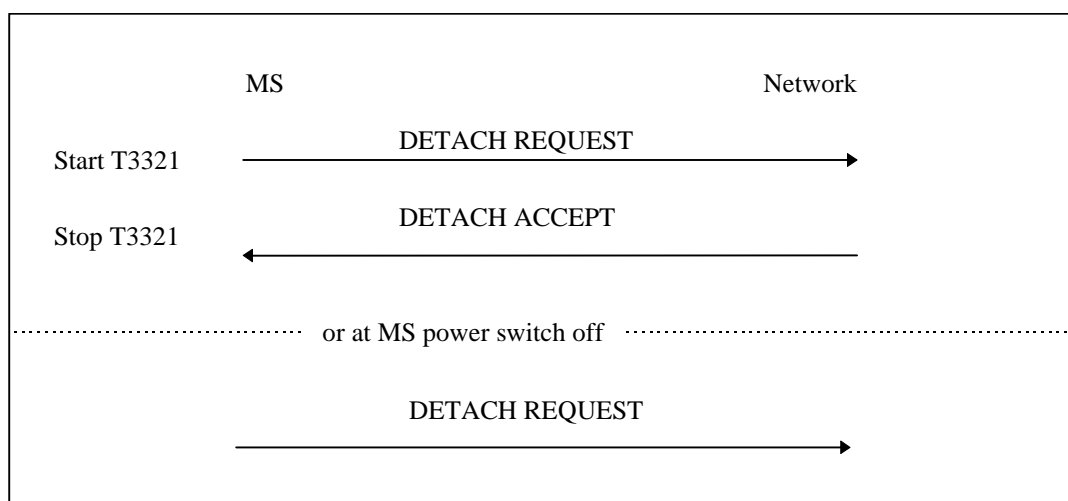 MS Network
DETACH REQUEST
Start T3321
DETACH ACCEPT
Stop T3321
or at MS power switch off
DETACH REQUEST